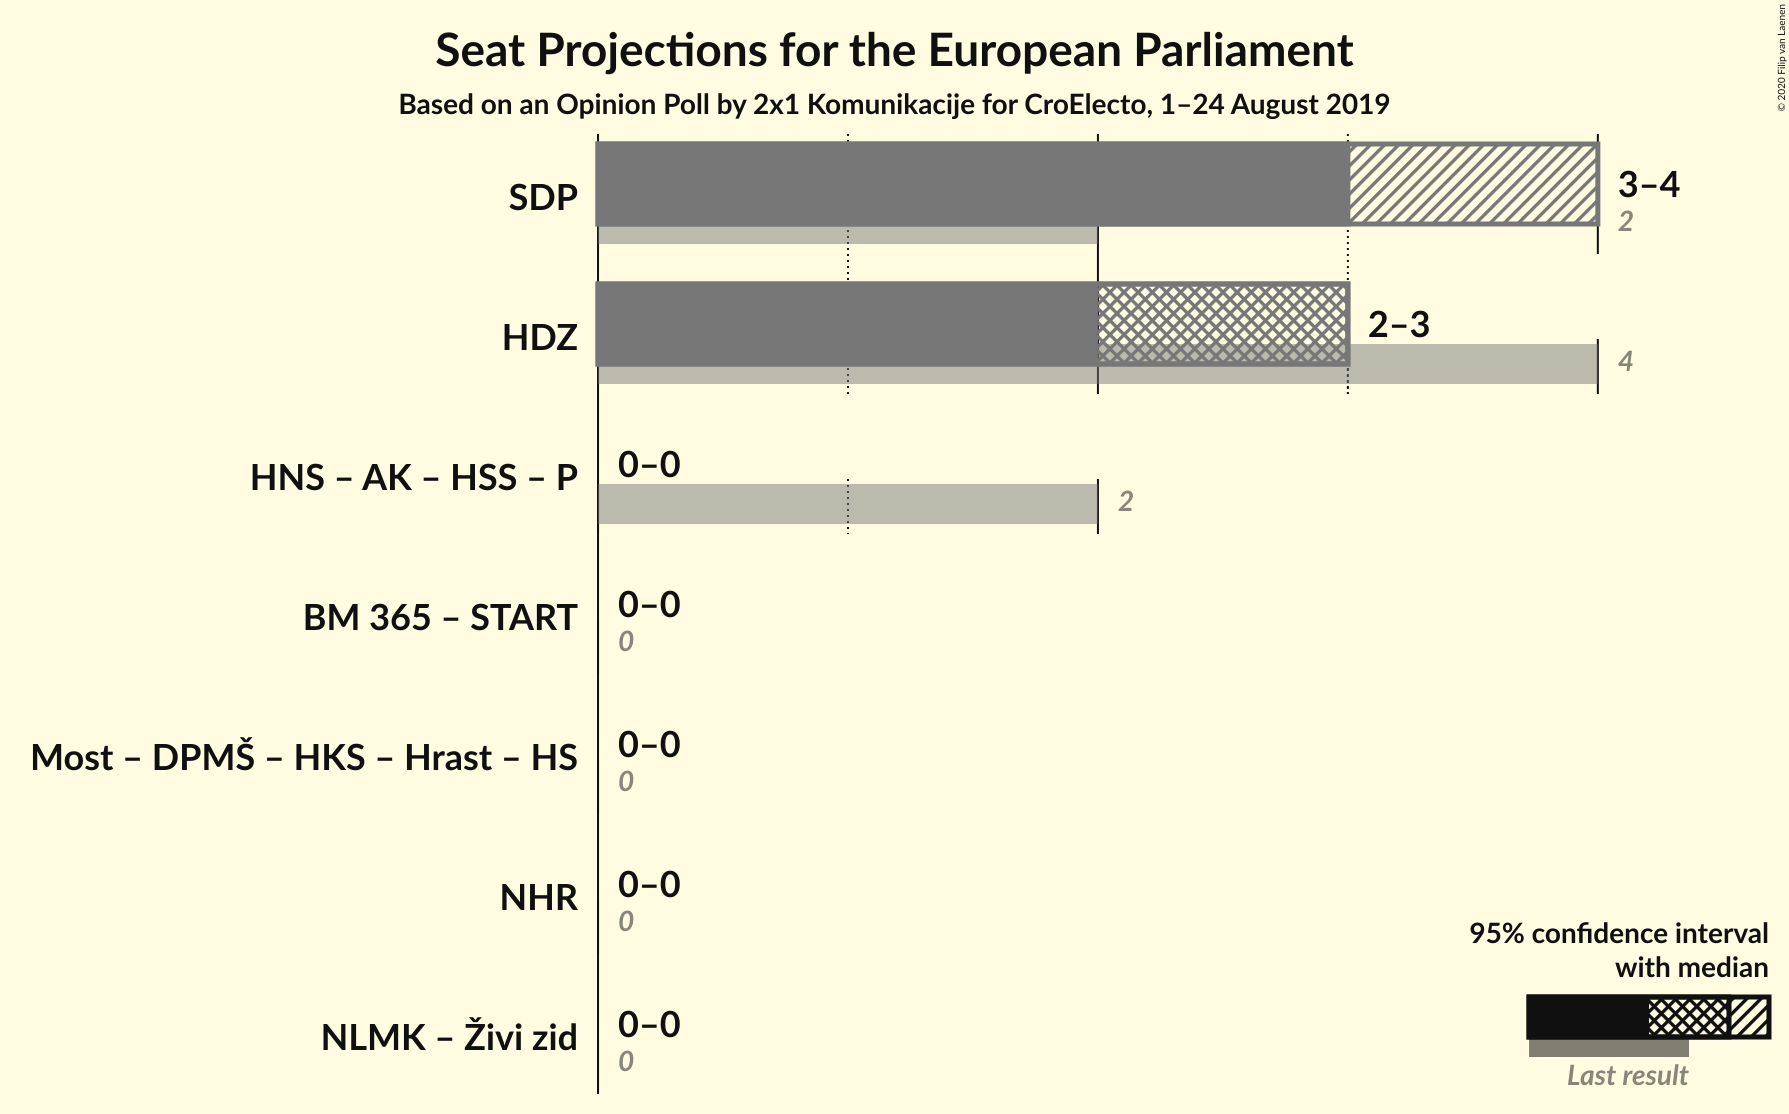 Seat Projections for the European Parliament
Based on an Opinion Poll by 2x1 Komunikacije for CroElecto, 1–24 August 2019
© 2020 Filip van Laenen
SDP
3–4
2
HDZ
2–3
4
HNS – AK – HSS – P
0–0
2
BM 365 – START
0–0
0
Most – DPMŠ – HKS – Hrast – HS
0–0
0
NHR
0–0
0
NLMK – Živi zid
0–0
0
95% confidence interval
with median
Last result